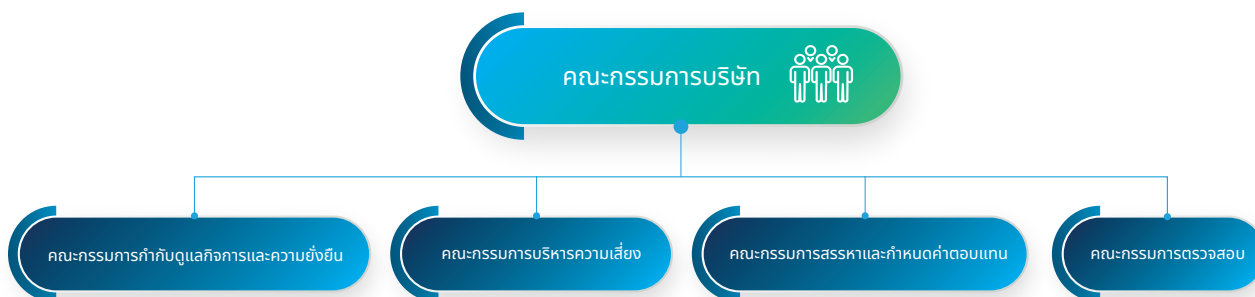 คณะกรรมการบริษัท
คณะกรรมการกำกับดูแลกิจการและความยั่งยืน
คณะกรรมการบริหารความเสี่ยง
คณะกรรมการสรรหาและกำหนดค่าตอบแทน
คณะกรรมการตรวจสอบ